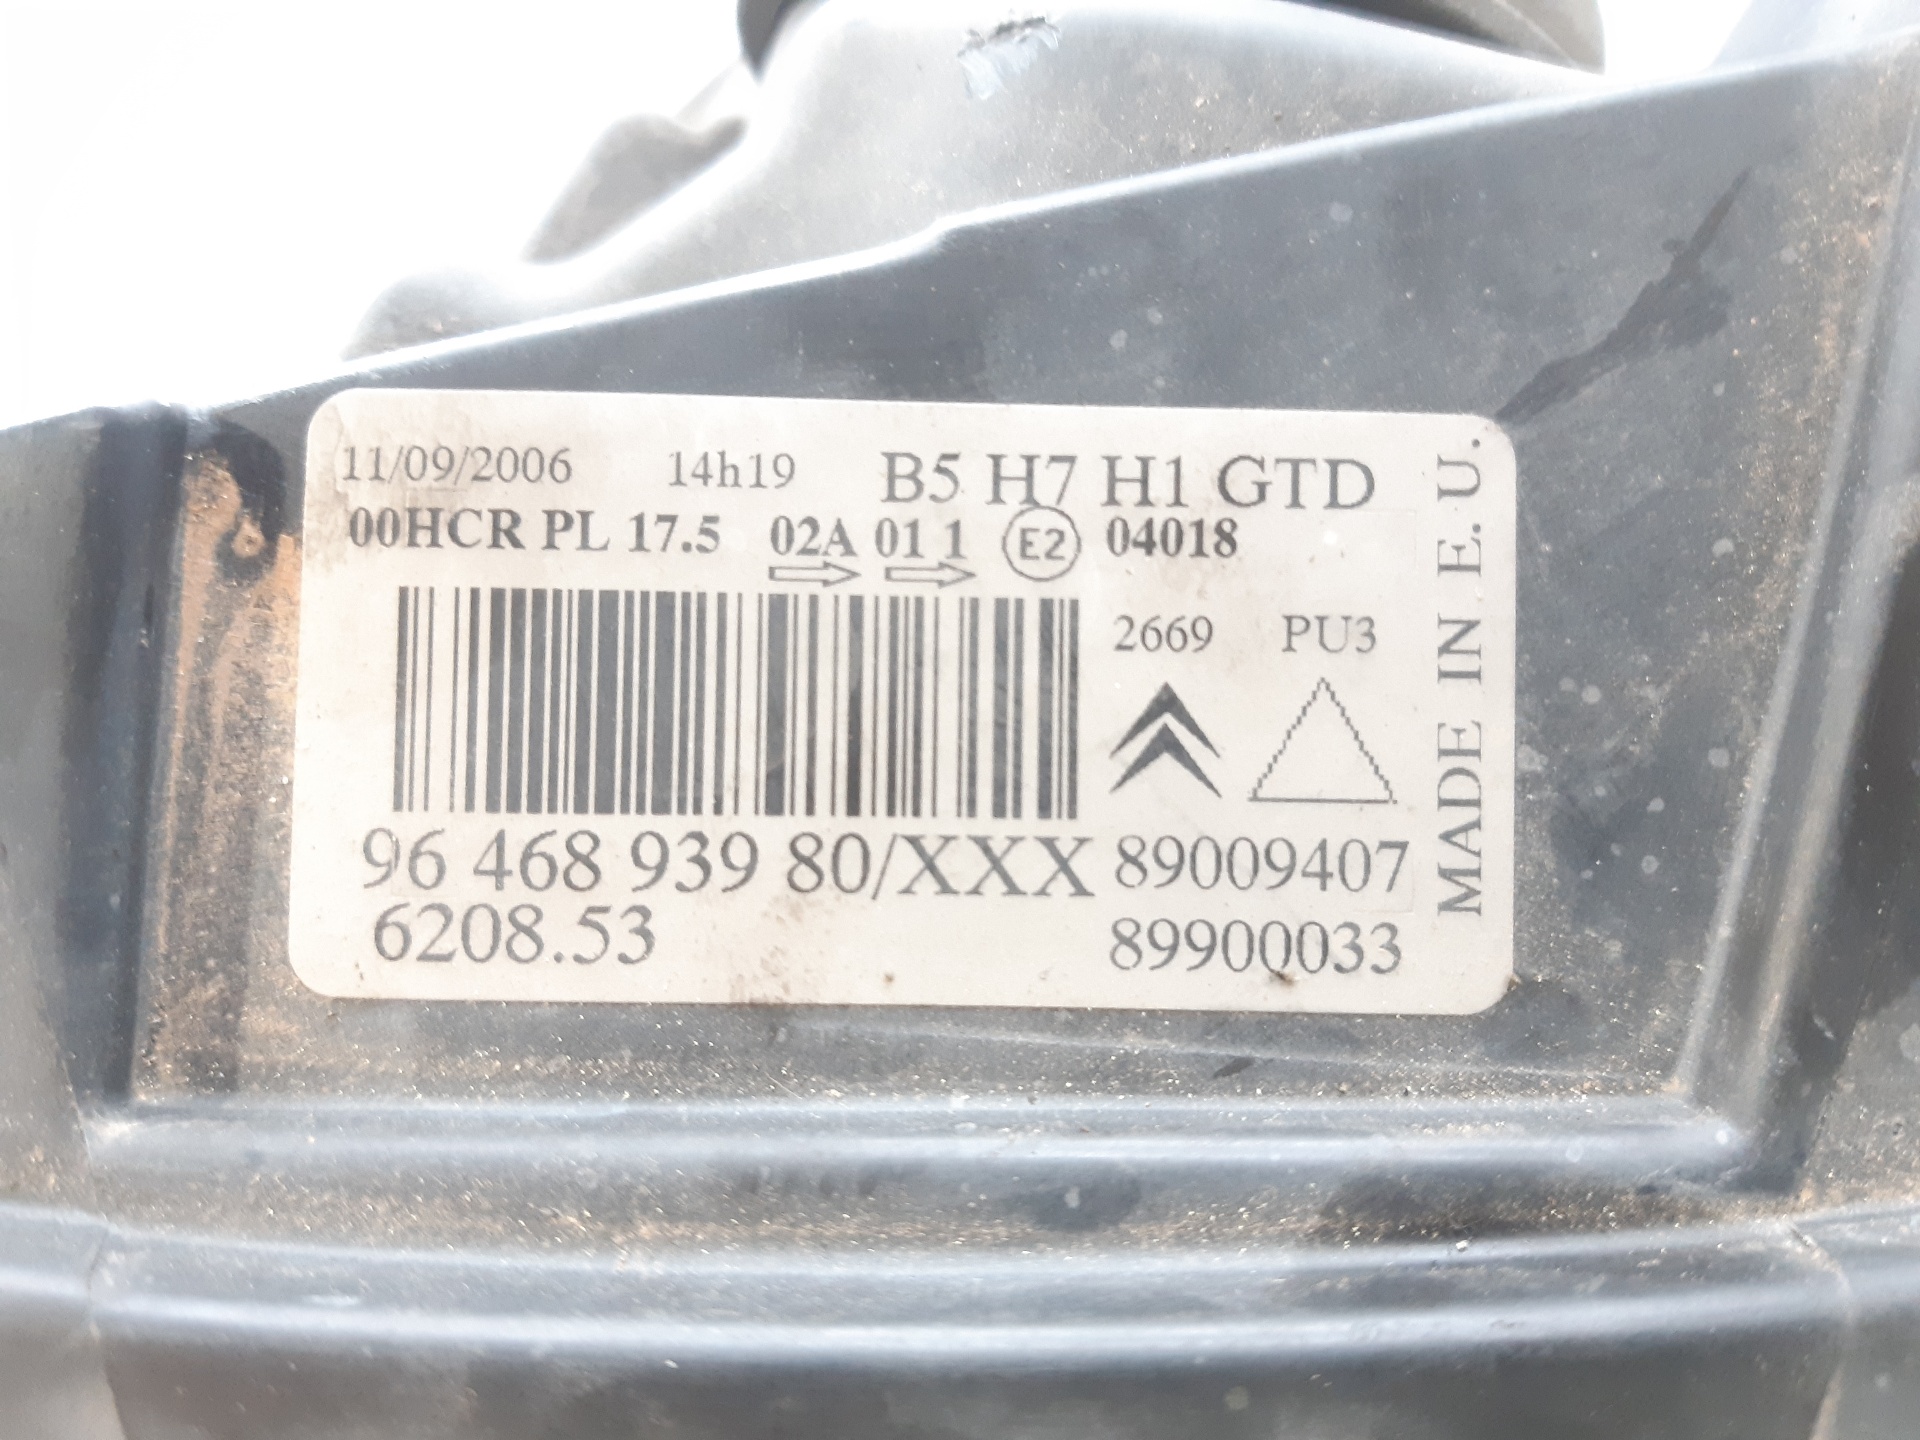 11/09/2006 14h19 B5 H7 H1 GTD
00HCR PL 17.5 02A 01 1 E2 04018
2669 PU3
96 468 939 80/XXX 89009407
6208.53 89900033
MADE IN E.U.